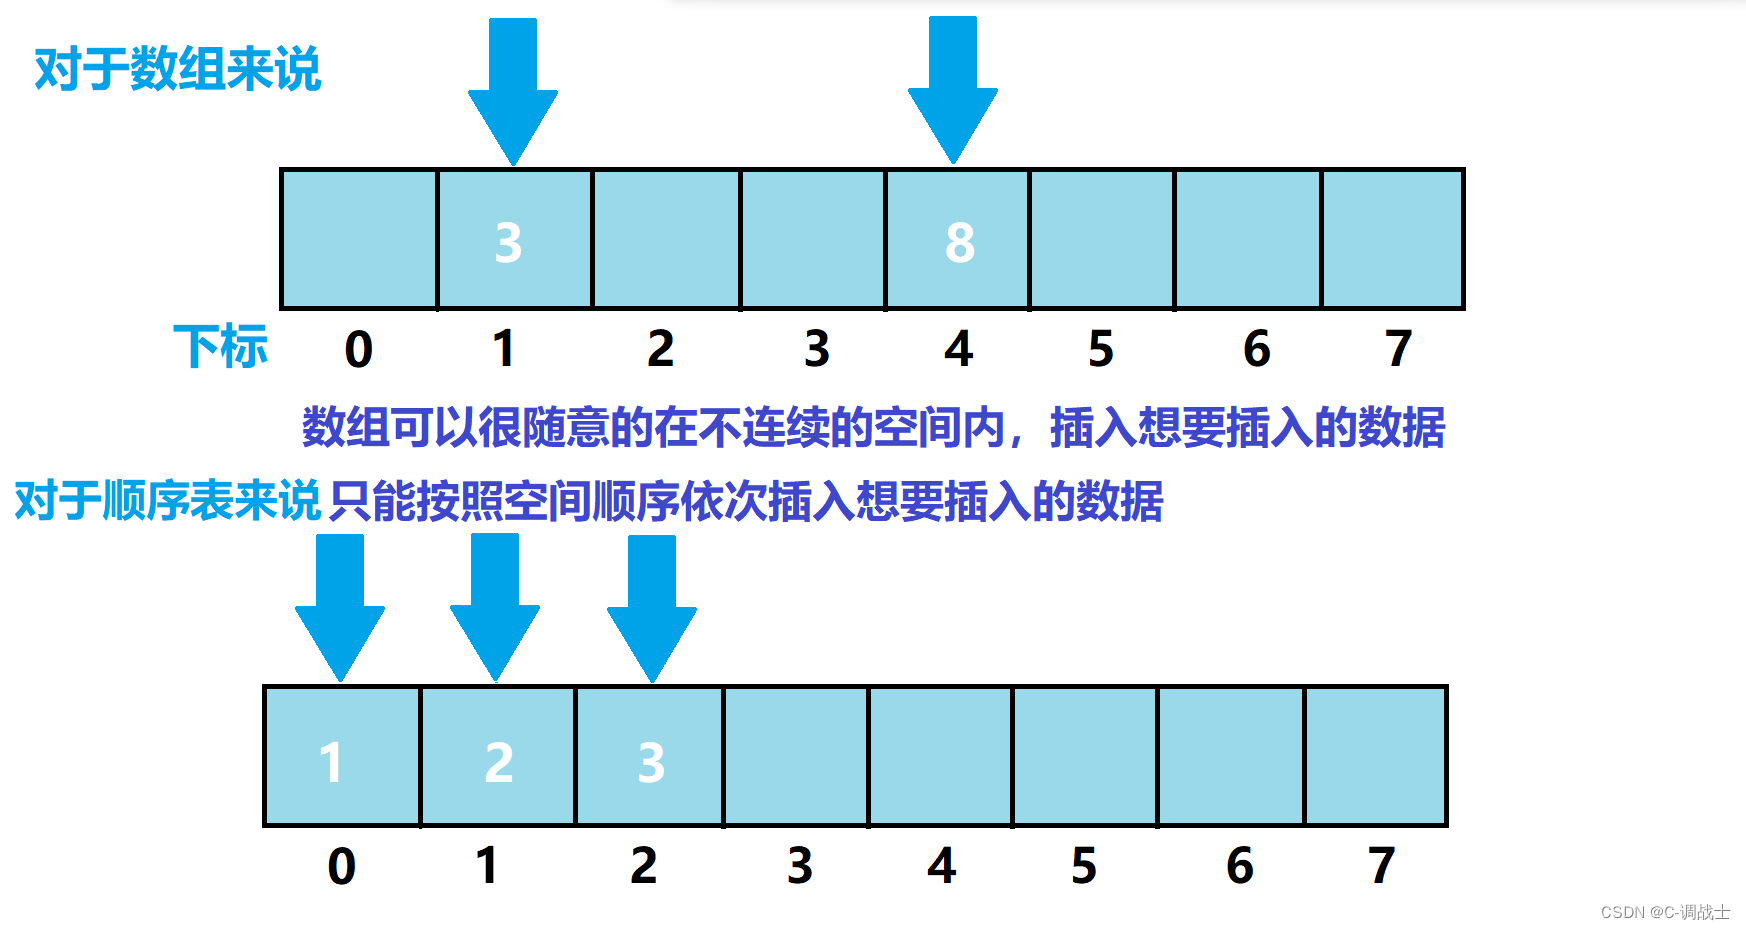 对于数组来说
3 8
下标 0 1 2 3 4 5 6 7
数组可以很随意的在不连续的空间内，插入想要插入的数据
对于顺序表来说 只能按照空间顺序依次插入想要插入的数据
1 2 3
0 1 2 3 4 5 6 7
CSDN @C-调战士